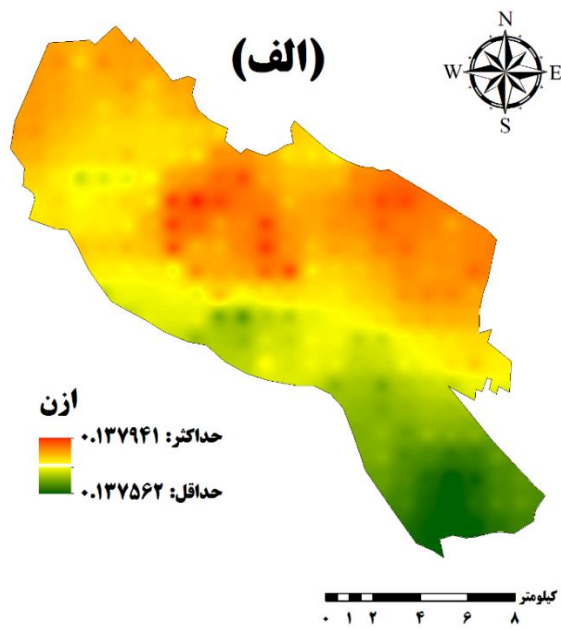 (الف)
N
W E
S
ازن
حداکثر: ۰.۱۳۷۹۴۱
حداقل: ۰.۱۳۷۵۶۲
کیلومتر
۰ ۱ ۲ ۴ ۶ ۸